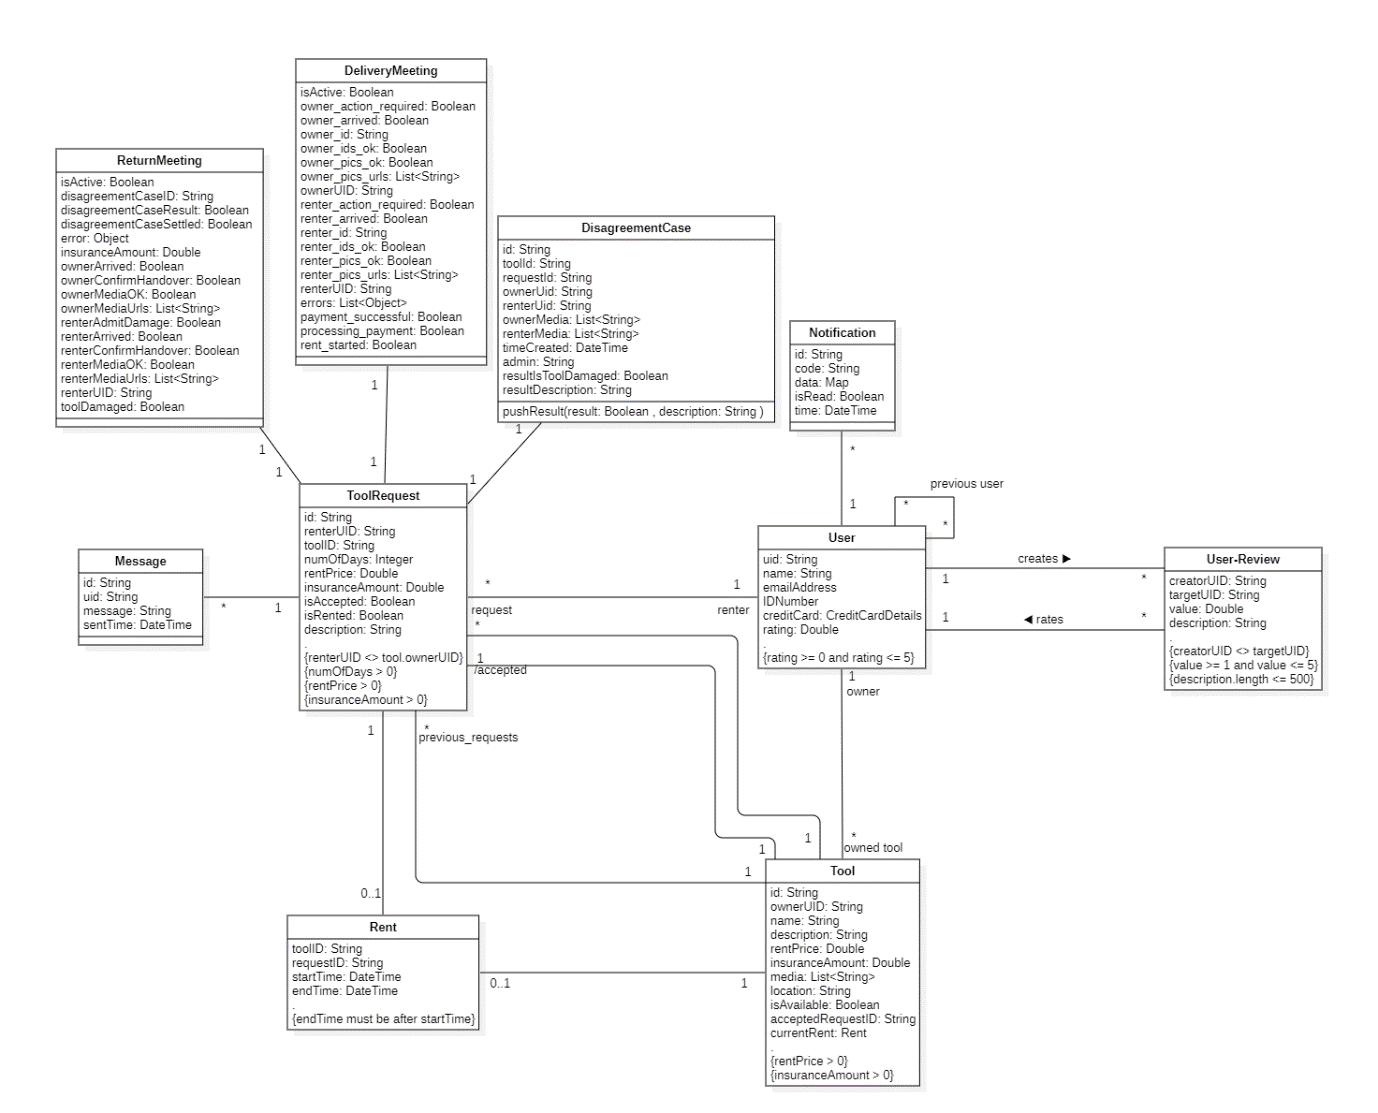 DeliveryMeeting
isActive: Boolean
owner_action_required: Boolean
owner_arrived: Boolean
owner_id: String
owner_ids_ok: Boolean
owner_pics_ok: Boolean
owner_pics_urls: List<String>
ownerUID: String
renter_action_required: Boolean
renter_arrived: Boolean
renter_id: String
renter_ids_ok: Boolean
renter_pics_ok: Boolean
renter_pics_urls: List<String>
renterUID: String
errors: List<Object>
payment_successful: Boolean
processing_payment: Boolean
rent_started: Boolean
1
1
ReturnMeeting
isActive: Boolean
disagreementCaseID: String
disagreementCaseResult: Boolean
disagreementCaseSettled: Boolean
error: Object
insuranceAmount: Double
ownerArrived: Boolean
ownerConfirmHandover: Boolean
ownerMediaOK: Boolean
ownerMediaUrls: List<String>
renterAdmitDamage: Boolean
renterArrived: Boolean
renterConfirmHandover: Boolean
renterMediaOK: Boolean
renterMediaUrls: List<String>
renterUID: String
toolDamaged: Boolean
1
1
DisagreementCase
id: String
toolId: String
requestId: String
ownerUid: String
renterUid: String
ownerMedia: List<String>
renterMedia: List<String>
timeCreated: DateTime
admin: String
resultIsToolDamaged: Boolean
resultDescription: String
pushResult(result: Boolean , description: String )
1
1
Notification
id: String
code: String
data: Map
isRead: Boolean
time: DateTime
*
1
previous user
*
*
ToolRequest
id: String
renterUID: String
toolID: String
numOfDays: Integer
rentPrice: Double
insuranceAmount: Double
isAccepted: Boolean
isRented: Boolean
description: String
.
{renterUID <> tool.ownerUID}
{numOfDays > 0}
{rentPrice > 0}
{insuranceAmount > 0}
Message
id: String
uid: String
message: String
sentTime: DateTime
*
1
*
request
1
renter
*
1
/accepted
*
previous_requests
1
User
uid: String
name: String
emailAddress
IDNumber
creditCard: CreditCardDetails
rating: Double
.
{rating >= 0 and rating <= 5}
creates ►
1
*
1
◄ rates
*
User-Review
creatorUID: String
targetUID: String
value: Double
description: String
.
{creatorUID <> targetUID}
{value >= 1 and value <= 5}
{description.length <= 500}
1
owner
*
owned tool
1
1
1
0..1
Rent
toolID: String
requestID: String
startTime: DateTime
endTime: DateTime
.
{endTime must be after startTime}
0..1
1
Tool
id: String
ownerUID: String
name: String
description: String
rentPrice: Double
insuranceAmount: Double
media: List<String>
location: String
isAvailable: Boolean
acceptedRequestID: String
currentRent: Rent
.
{rentPrice > 0}
{insuranceAmount > 0}